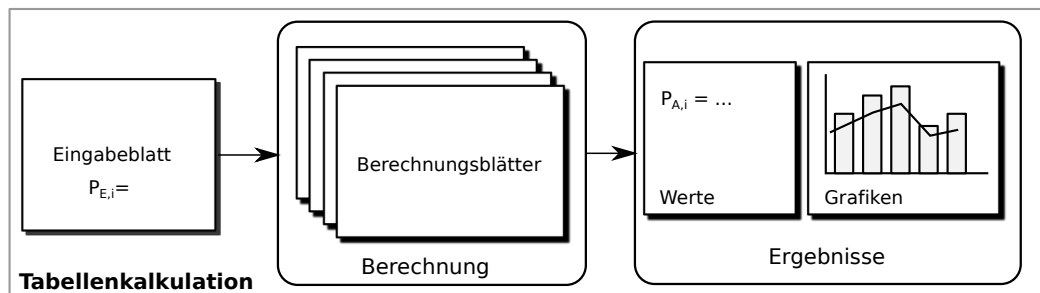 Eingabeblatt
P_E,i=
Berechnungsblätter
Berechnung
P_A,i = ...
Werte
Grafiken
Ergebnisse
Tabellenkalkulation